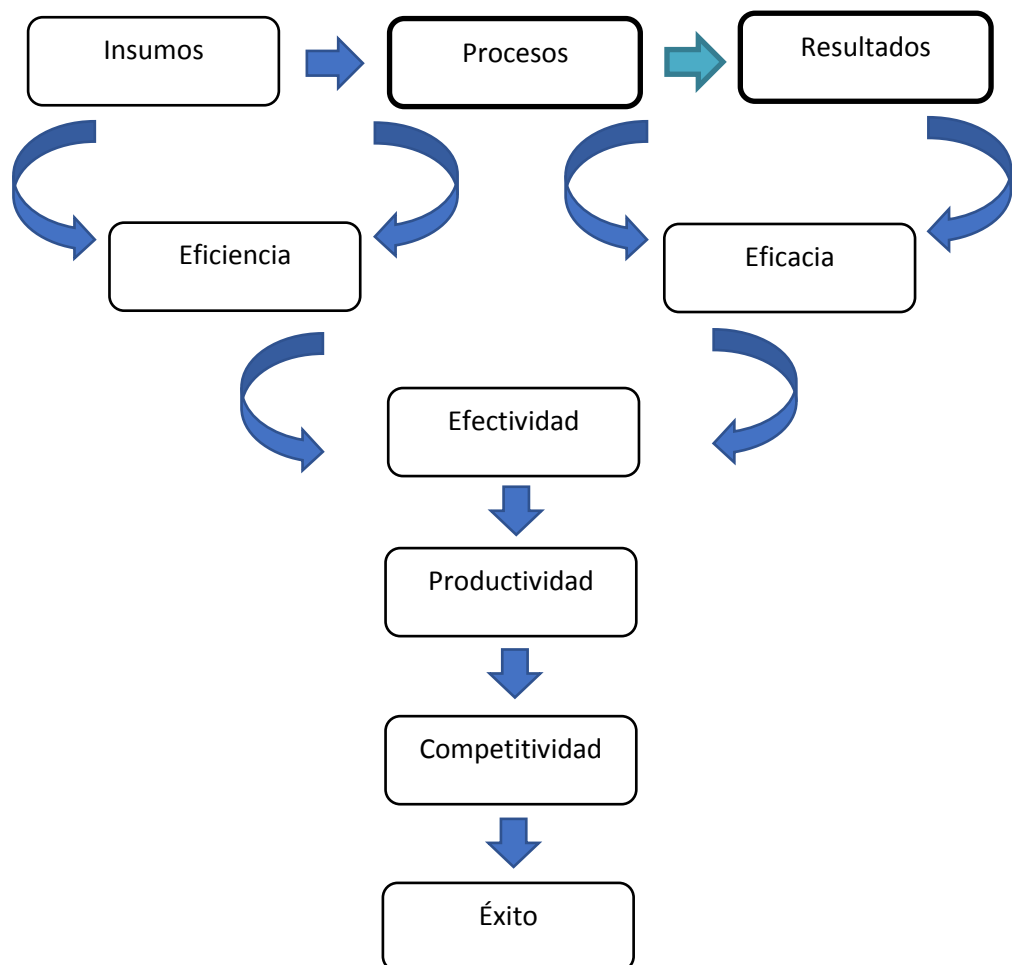 Insumos
Procesos
Resultados
Eficiencia
Eficacia
Efectividad
Productividad
Competitividad
Éxito